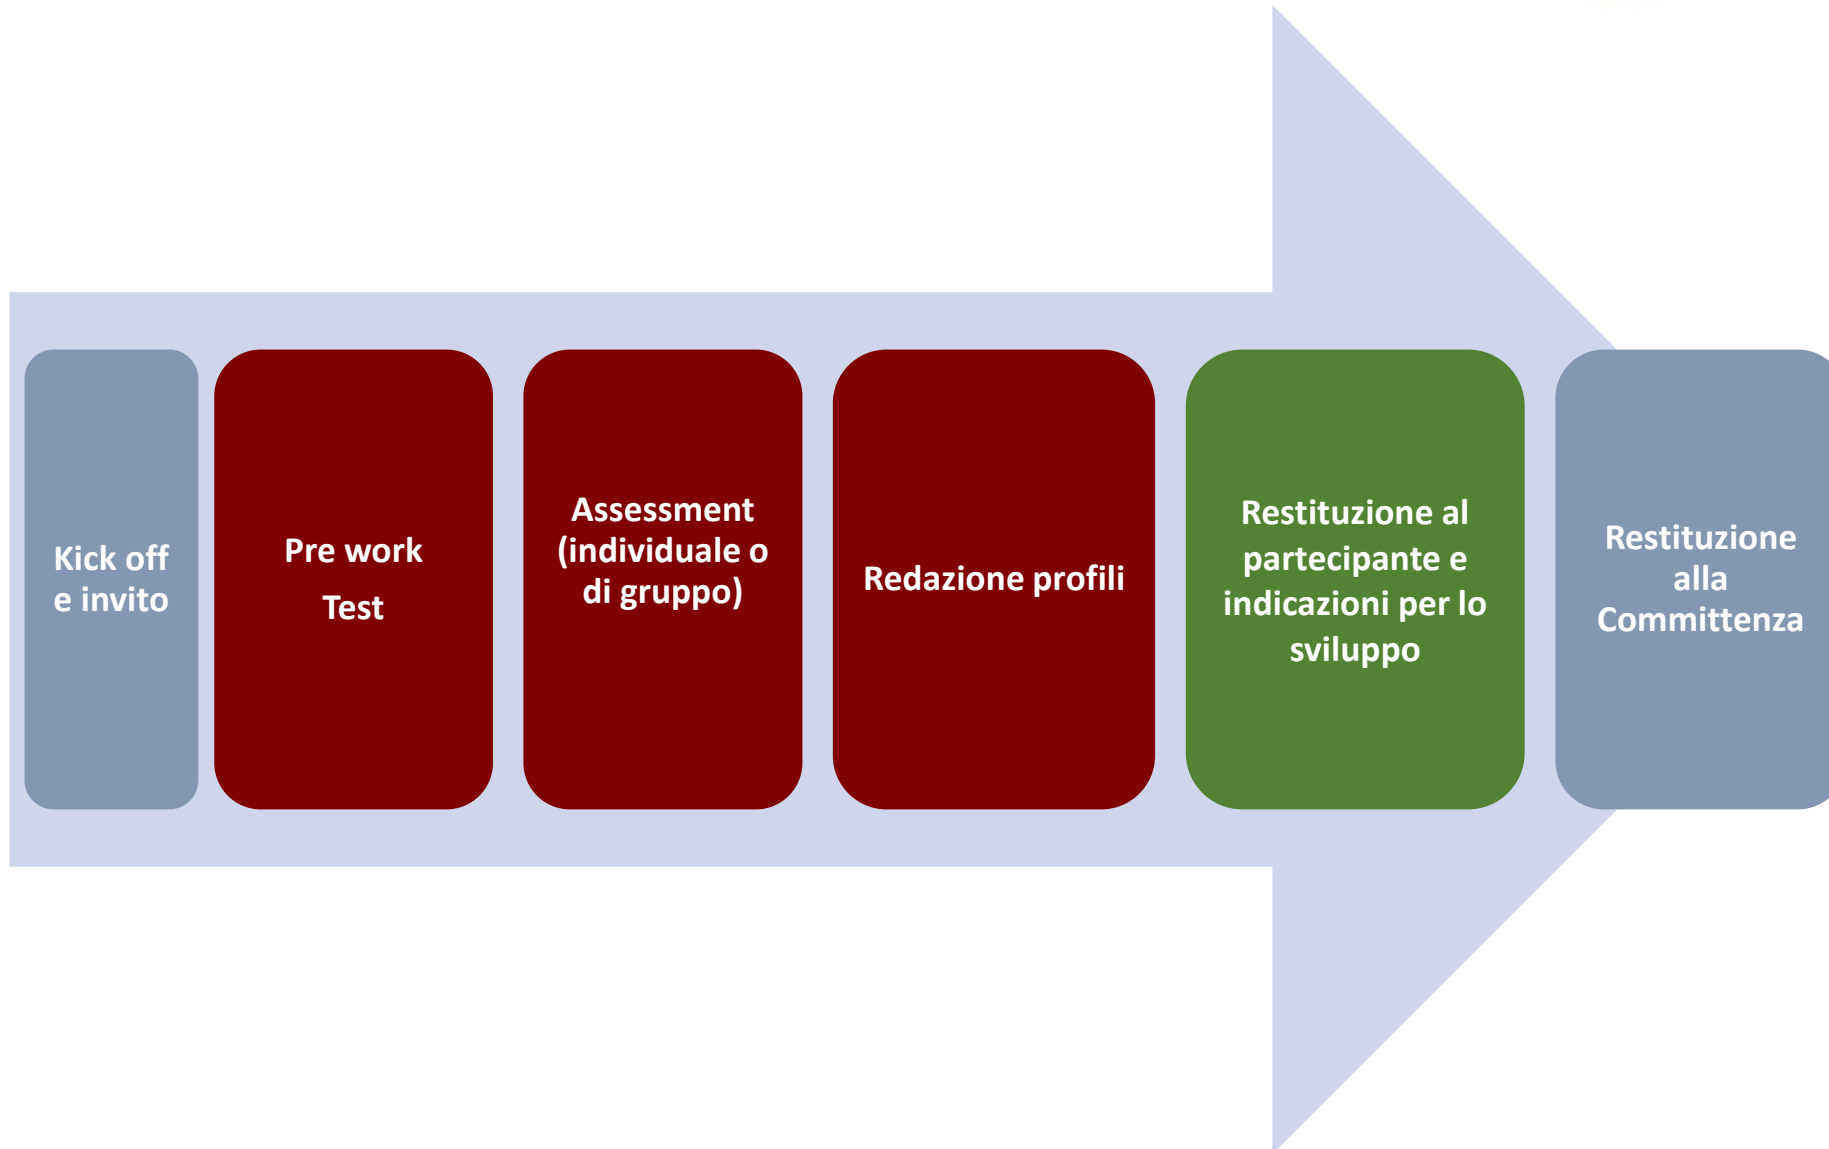 Kick off
e invito
Pre work
Test
Assessment
(individuale o
di gruppo)
Redazione profili
Restituzione al
partecipante e
indicazioni per lo
sviluppo
Restituzione
alla
Committenza